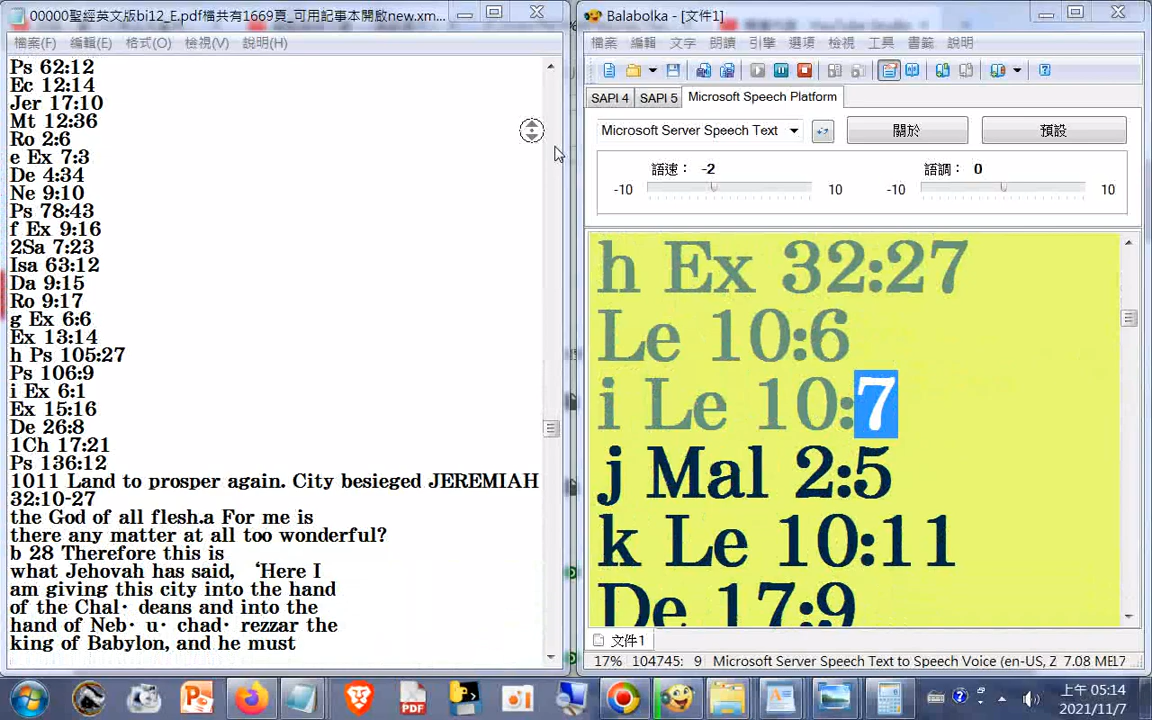 00000聖經英文版bi12_E.pdf檔共有1669頁_可用記事本開啟new.xm...
檔案(F) 編輯(E) 格式(O) 檢視(V) 說明(H)
Ps 62:12
Ec 12:14
Jer 17:10
Mt 12:36
Ro 2:6
e Ex 7:3
De 4:34
Ne 9:10
Ps 78:43
f Ex 9:16
2Sa 7:23
Isa 63:12
Da 9:15
Ro 9:17
g Ex 6:6
Ex 13:14
h Ps 105:27
Ps 106:9
i Ex 6:1
Ex 15:16
De 26:8
1Ch 17:21
Ps 136:12
1011 Land to prosper again. City besieged JEREMIAH
32:10-27
the God of all flesh.a For me is
there any matter at all too wonderful?
b 28 Therefore this is
what Jehovah has said, ‘Here I
am giving this city into the hand
of the Chal· deans and into the
hand of Neb· u· chad· rezzar the
king of Babylon, and he must
Balabolka - [文件1]
檔案 編輯 文字 朗讀 引擎 選項 檢視 工具 書籤 說明
SAPI 4 SAPI 5 Microsoft Speech Platform
Microsoft Server Speech Text 關於 預設
語速： -2 語調： 0
-10 10 -10 10
h Ex 32:27
Le 10:6
i Le 10:7
j Mal 2:5
k Le 10:11
De 17:9
文件1
17% 104745: 9 Microsoft Server Speech Text to Speech Voice (en-US, Z 7.08 MEL7
上午 05:14
2021/11/7